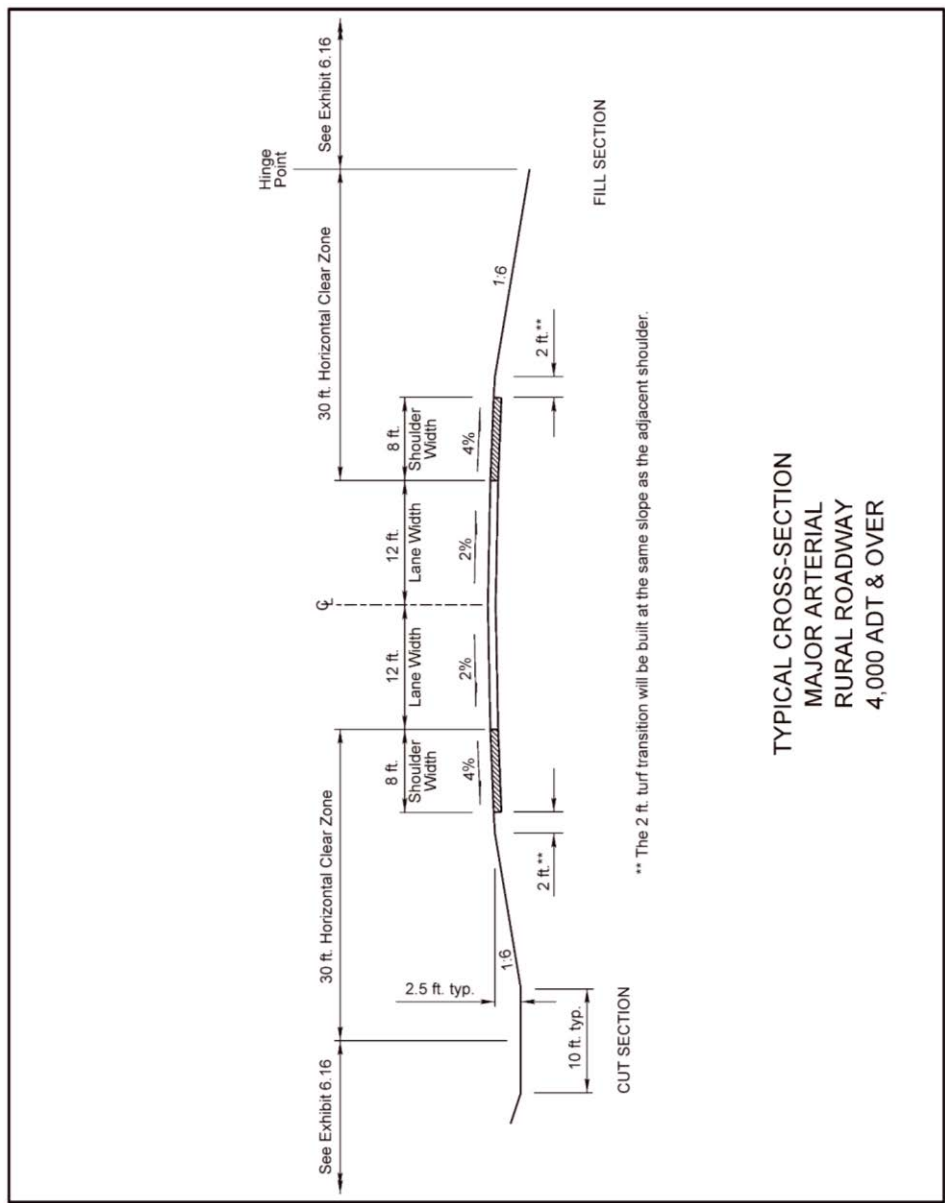 See Exhibit 6.16
30 ft. Horizontal Clear Zone
30 ft. Horizontal Clear Zone
Hinge
Point
See Exhibit 6.16
8 ft.
Shoulder
Width
12 ft.
Lane Width
℄
12 ft.
Lane Width
8 ft.
Shoulder
Width
4%
2%
2%
4%
2.5 ft. typ.
1:6
1:6
10 ft. typ.
2 ft.**
2 ft.**
CUT SECTION
FILL SECTION
** The 2 ft. turf transition will be built at the same slope as the adjacent shoulder.
TYPICAL CROSS-SECTION
MAJOR ARTERIAL
RURAL ROADWAY
4,000 ADT & OVER